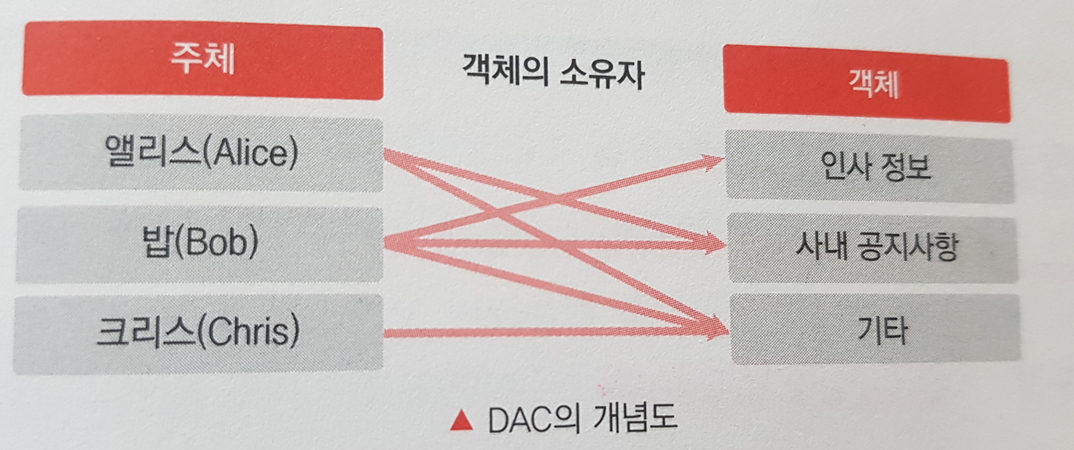 주체
객체의 소유자
객체
앨리스(Alice)
인사 정보
밥(Bob)
사내 공지사항
크리스(Chris)
기타
▲ DAC의 개념도